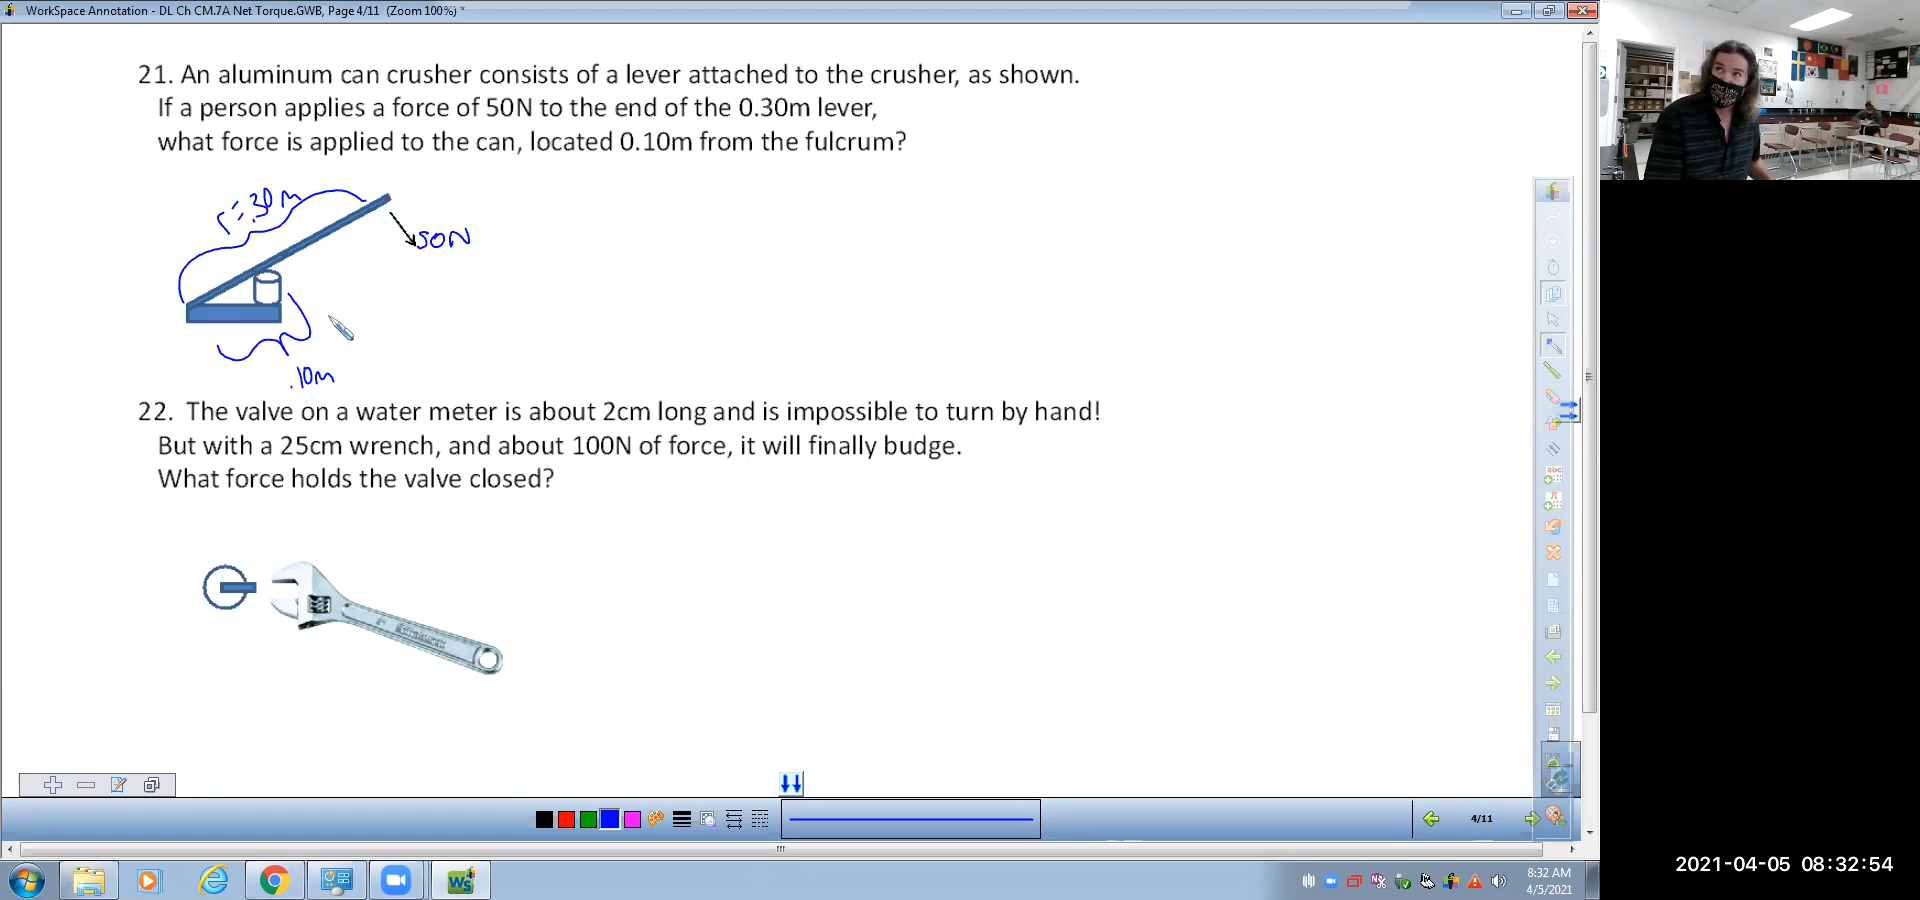 WorkSpace Annotation - DL Ch CM.7A Net Torque.GWB, Page 4/11 (Zoom 100%) *
21. An aluminum can crusher consists of a lever attached to the crusher, as shown.
If a person applies a force of 50N to the end of the 0.30m lever,
what force is applied to the can, located 0.10m from the fulcrum?
r=.30m
50N
.10m
22. The valve on a water meter is about 2cm long and is impossible to turn by hand!
But with a 25cm wrench, and about 100N of force, it will finally budge.
What force holds the valve closed?
4/11
2021-04-05 08:32:54
8:32 AM
4/5/2021